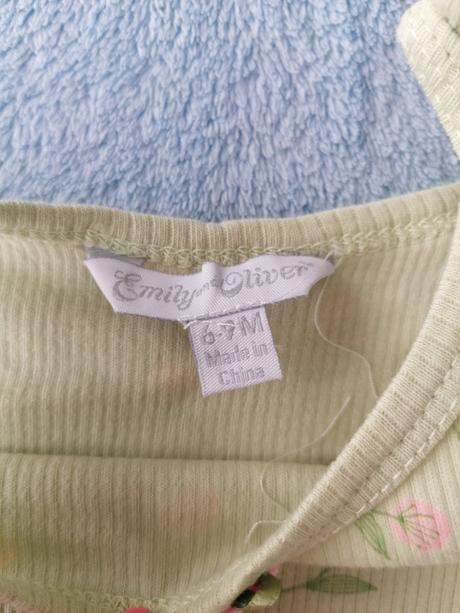 Emily and Oliver
6-9M
Made in
China